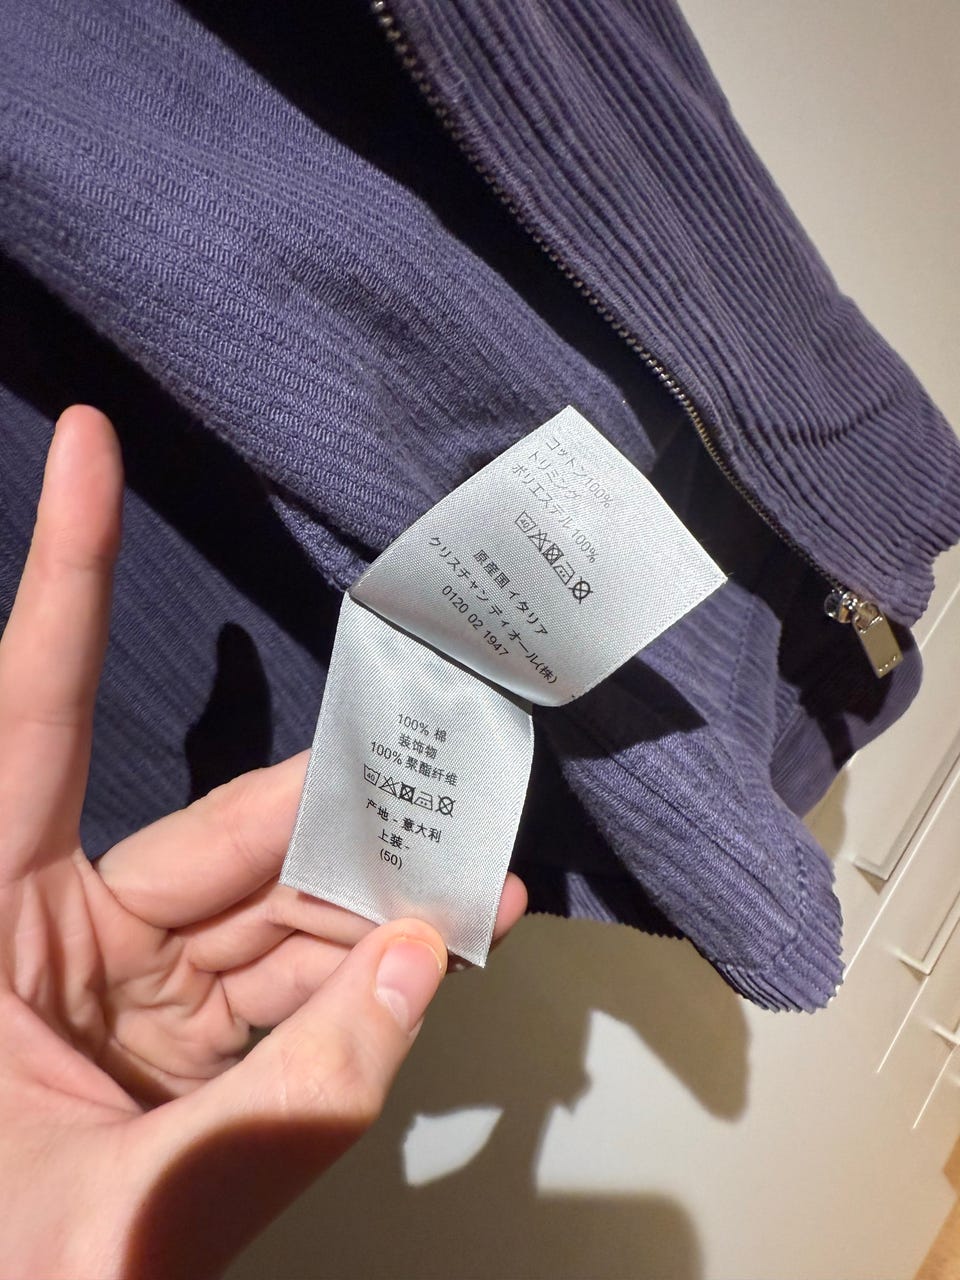 コットン100%
トリミング
ポリエステル100%
40
原産国 イタリア
クリスチャン ディオール(株)
0120 02 1947
100% 棉
装饰物
100% 聚酯纤维
40
产地 - 意大利
上装 -
(50)